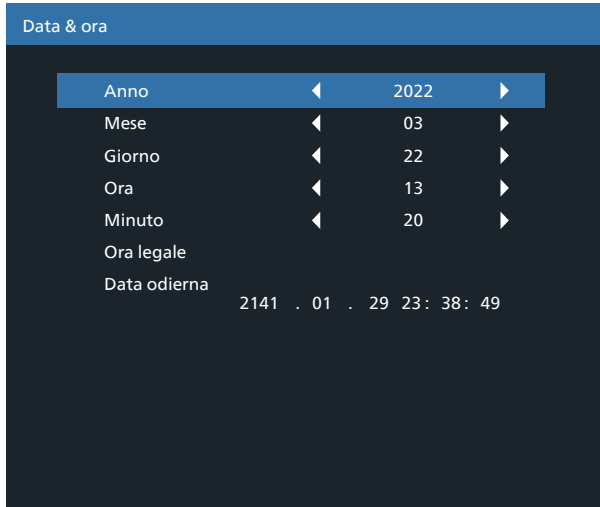 Data & ora
Anno 2022
Mese 03
Giorno 22
Ora 13
Minuto 20
Ora legale
Data odierna
2141 . 01 . 29 23: 38: 49